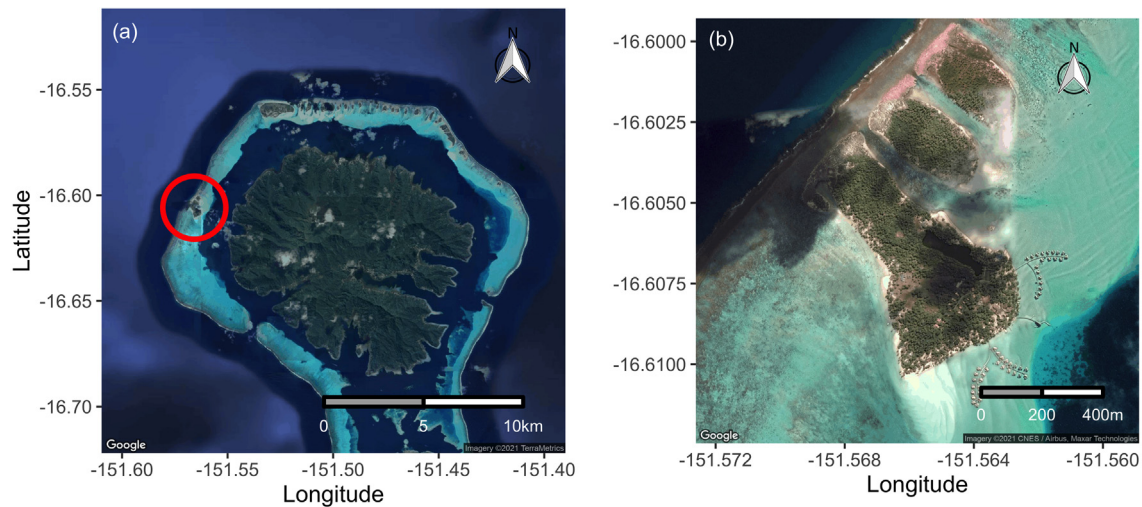 (a)
N
-16.55
-16.60
-16.65
-16.70
Latitude
0 5 10km
Google
Imagery ©2021 TerraMetrics
-151.60 -151.55 -151.50 -151.45 -151.40
Longitude
(b)
N
-16.6000
-16.6025
-16.6050
-16.6075
-16.6100
0 200 400m
Google
Imagery ©2021 CNES / Airbus, Maxar Technologies
-151.572 -151.568 -151.564 -151.560
Longitude